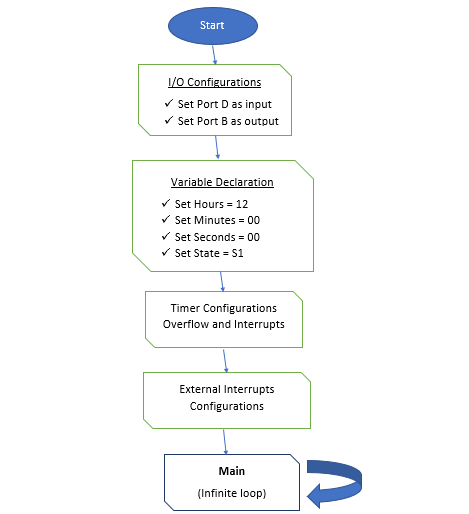 Start
I/O Configurations
✓ Set Port D as input
✓ Set Port B as output
Variable Declaration
✓ Set Hours = 12
✓ Set Minutes = 00
✓ Set Seconds = 00
✓ Set State = S1
Timer Configurations
Overflow and Interrupts
External Interrupts
Configurations
Main
(Infinite loop)